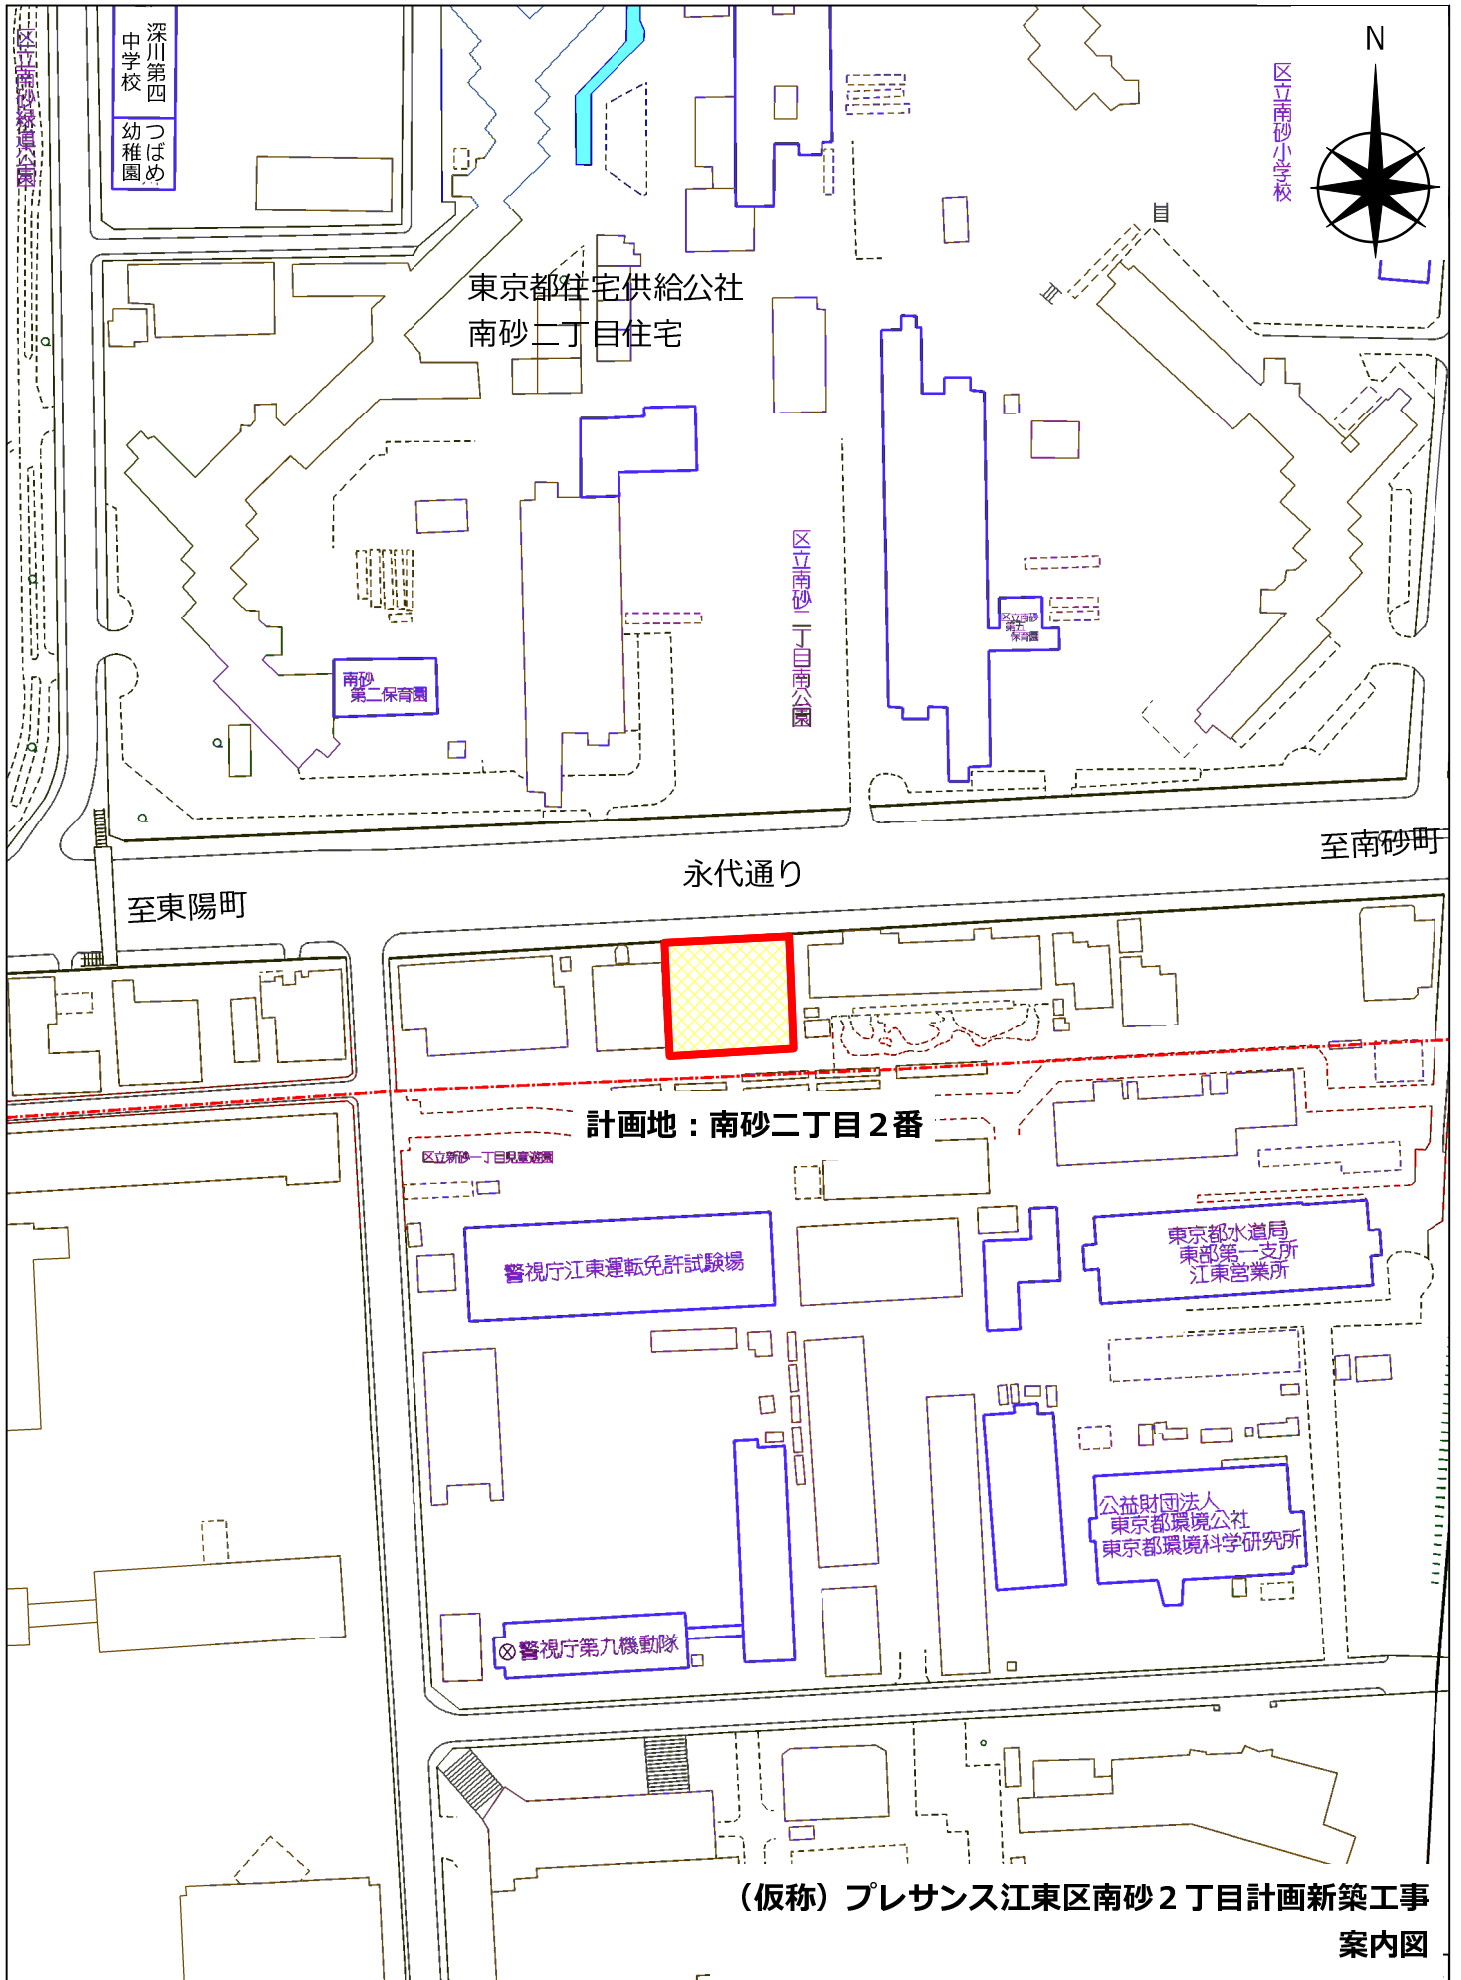 区立南砂緑道公園
深川第四
中学校
つばめ
幼稚園
N
区立南砂小学校
東京都住宅供給公社
南砂二丁目住宅
区立南砂二丁目南公園
区立南砂
第五
保育園
南砂
第二保育園
至南砂町
永代通り
至東陽町
計画地：南砂二丁目２番
区立新砂一丁目児童遊園
警視庁江東運転免許試験場
東京都水道局
東部第一支所
江東営業所
公益財団法人
東京都環境公社
東京都環境科学研究所
警視庁第九機動隊
（仮称）プレサンス江東区南砂２丁目計画新築工事
案内図